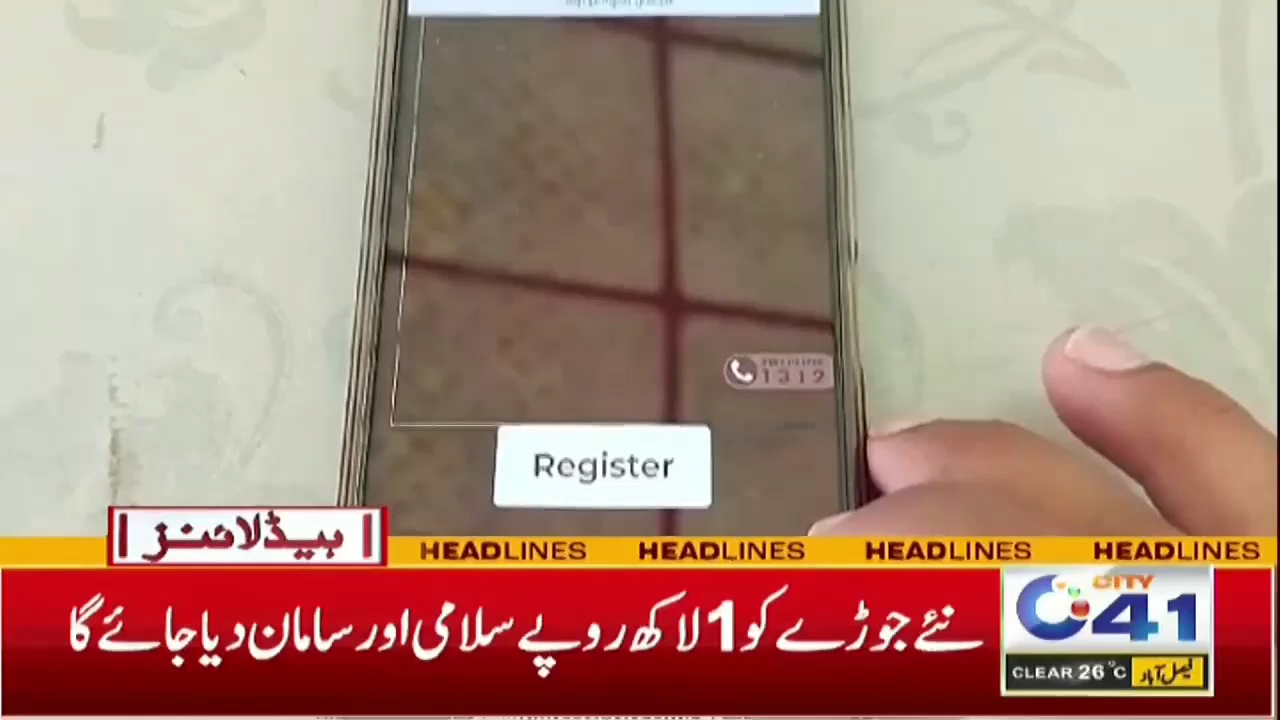 1312
Register
ہیڈلائنز
HEADLINES HEADLINES HEADLINES HEADLINES
نئے جوڑے کو 1 لاکھ روپے سلامی اور سامان دیا جائے گا
CITY
41
CLEAR 26°C
فیصل آباد